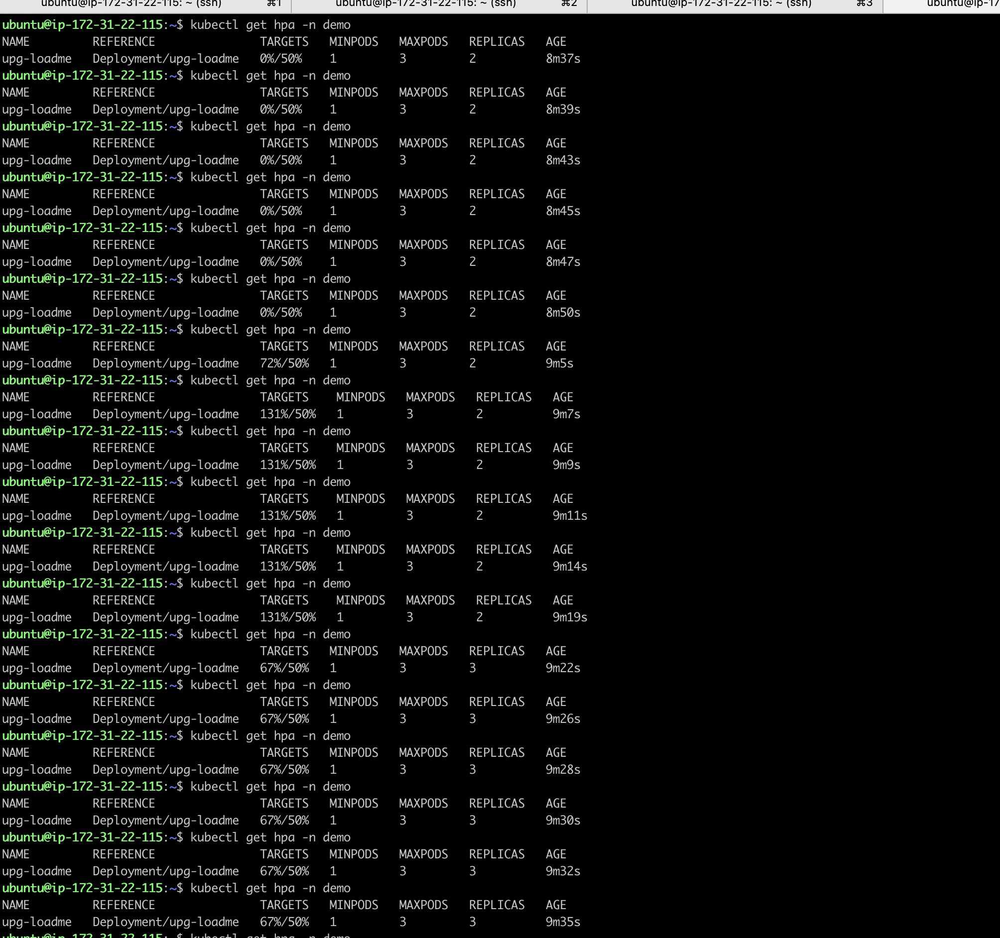 ubuntu@ip-172-31-22-115: ~ (ssh) ⌘1 ubuntu@ip-172-31-22-115: ~ (ssh) ⌘2 ubuntu@ip-172-31-22-115: ~ (ssh) ⌘3 ubuntu@ip-17
ubuntu@ip-172-31-22-115:~$ kubectl get hpa -n demo
NAME REFERENCE TARGETS MINPODS MAXPODS REPLICAS AGE
upg-loadme Deployment/upg-loadme 0%/50% 1 3 2 8m37s
ubuntu@ip-172-31-22-115:~$ kubectl get hpa -n demo
NAME REFERENCE TARGETS MINPODS MAXPODS REPLICAS AGE
upg-loadme Deployment/upg-loadme 0%/50% 1 3 2 8m39s
ubuntu@ip-172-31-22-115:~$ kubectl get hpa -n demo
NAME REFERENCE TARGETS MINPODS MAXPODS REPLICAS AGE
upg-loadme Deployment/upg-loadme 0%/50% 1 3 2 8m43s
ubuntu@ip-172-31-22-115:~$ kubectl get hpa -n demo
NAME REFERENCE TARGETS MINPODS MAXPODS REPLICAS AGE
upg-loadme Deployment/upg-loadme 0%/50% 1 3 2 8m45s
ubuntu@ip-172-31-22-115:~$ kubectl get hpa -n demo
NAME REFERENCE TARGETS MINPODS MAXPODS REPLICAS AGE
upg-loadme Deployment/upg-loadme 0%/50% 1 3 2 8m47s
ubuntu@ip-172-31-22-115:~$ kubectl get hpa -n demo
NAME REFERENCE TARGETS MINPODS MAXPODS REPLICAS AGE
upg-loadme Deployment/upg-loadme 0%/50% 1 3 2 8m50s
ubuntu@ip-172-31-22-115:~$ kubectl get hpa -n demo
NAME REFERENCE TARGETS MINPODS MAXPODS REPLICAS AGE
upg-loadme Deployment/upg-loadme 72%/50% 1 3 2 9m5s
ubuntu@ip-172-31-22-115:~$ kubectl get hpa -n demo
NAME REFERENCE TARGETS MINPODS MAXPODS REPLICAS AGE
upg-loadme Deployment/upg-loadme 131%/50% 1 3 2 9m7s
ubuntu@ip-172-31-22-115:~$ kubectl get hpa -n demo
NAME REFERENCE TARGETS MINPODS MAXPODS REPLICAS AGE
upg-loadme Deployment/upg-loadme 131%/50% 1 3 2 9m9s
ubuntu@ip-172-31-22-115:~$ kubectl get hpa -n demo
NAME REFERENCE TARGETS MINPODS MAXPODS REPLICAS AGE
upg-loadme Deployment/upg-loadme 131%/50% 1 3 2 9m11s
ubuntu@ip-172-31-22-115:~$ kubectl get hpa -n demo
NAME REFERENCE TARGETS MINPODS MAXPODS REPLICAS AGE
upg-loadme Deployment/upg-loadme 131%/50% 1 3 2 9m14s
ubuntu@ip-172-31-22-115:~$ kubectl get hpa -n demo
NAME REFERENCE TARGETS MINPODS MAXPODS REPLICAS AGE
upg-loadme Deployment/upg-loadme 131%/50% 1 3 2 9m19s
ubuntu@ip-172-31-22-115:~$ kubectl get hpa -n demo
NAME REFERENCE TARGETS MINPODS MAXPODS REPLICAS AGE
upg-loadme Deployment/upg-loadme 67%/50% 1 3 3 9m22s
ubuntu@ip-172-31-22-115:~$ kubectl get hpa -n demo
NAME REFERENCE TARGETS MINPODS MAXPODS REPLICAS AGE
upg-loadme Deployment/upg-loadme 67%/50% 1 3 3 9m26s
ubuntu@ip-172-31-22-115:~$ kubectl get hpa -n demo
NAME REFERENCE TARGETS MINPODS MAXPODS REPLICAS AGE
upg-loadme Deployment/upg-loadme 67%/50% 1 3 3 9m28s
ubuntu@ip-172-31-22-115:~$ kubectl get hpa -n demo
NAME REFERENCE TARGETS MINPODS MAXPODS REPLICAS AGE
upg-loadme Deployment/upg-loadme 67%/50% 1 3 3 9m30s
ubuntu@ip-172-31-22-115:~$ kubectl get hpa -n demo
NAME REFERENCE TARGETS MINPODS MAXPODS REPLICAS AGE
upg-loadme Deployment/upg-loadme 67%/50% 1 3 3 9m32s
ubuntu@ip-172-31-22-115:~$ kubectl get hpa -n demo
NAME REFERENCE TARGETS MINPODS MAXPODS REPLICAS AGE
upg-loadme Deployment/upg-loadme 67%/50% 1 3 3 9m35s
ubuntu@ip-172-31-22-115:~$ kubectl get hpa -n demo